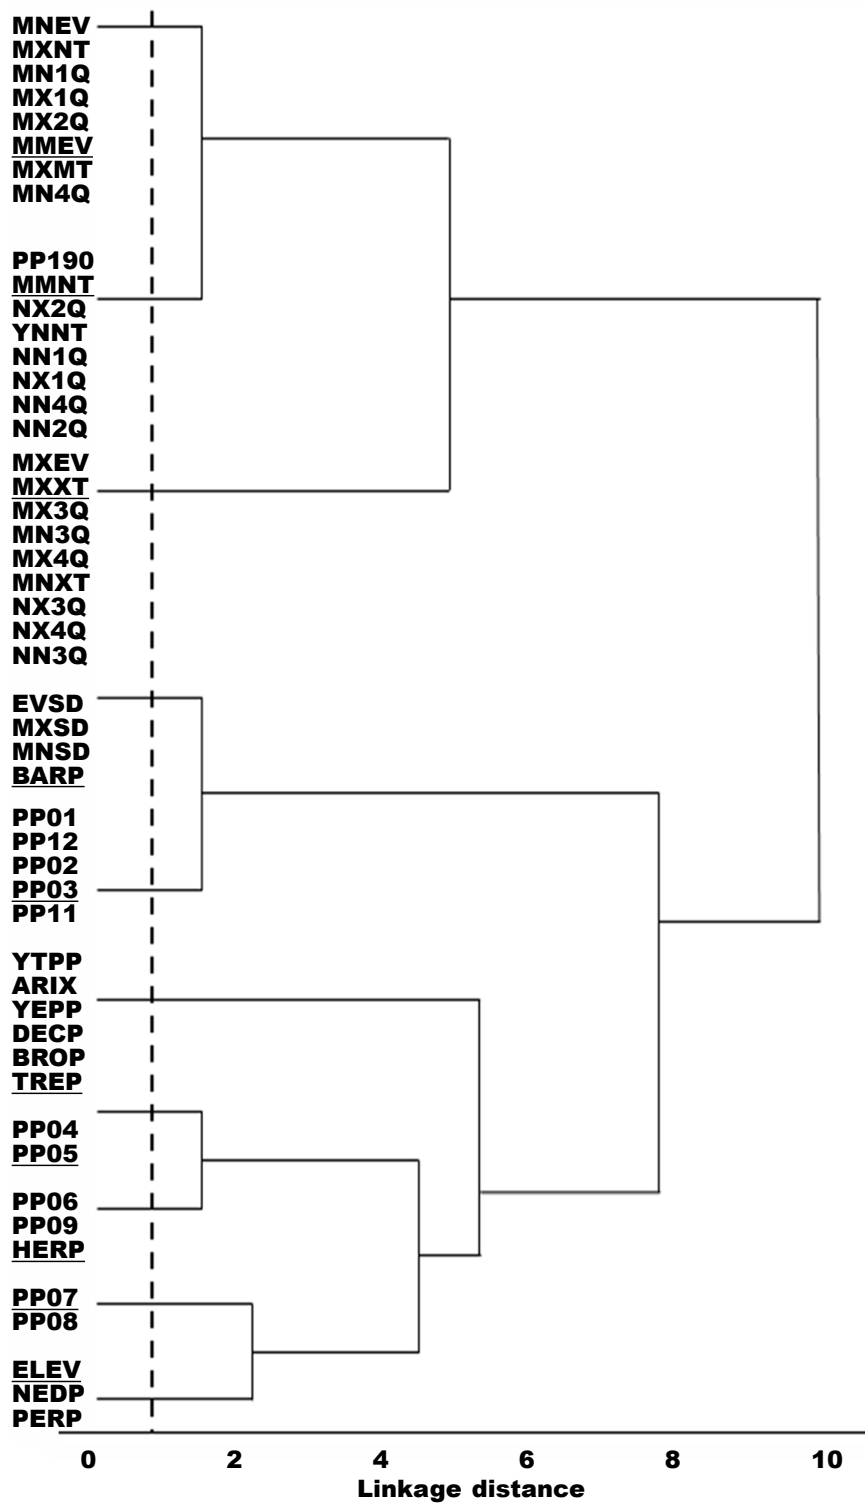 MNEV
MXNT
MN1Q
MX1Q
MX2Q
MMEV
MXMT
MN4Q
PP190
MMNT
NX2Q
YNNT
NN1Q
NX1Q
NN4Q
NN2Q
MXEV
MXXT
MX3Q
MN3Q
MX4Q
MNXT
NX3Q
NX4Q
NN3Q
EVSD
MXSD
MNSD
BARP
PP01
PP12
PP02
PP03
PP11
YTPP
ARIX
YEPP
DECP
BROP
TREP
PP04
PP05
PP06
PP09
HERP
PP07
PP08
ELEV
NEDP
PERP
0 2 4 6 8 10
Linkage distance